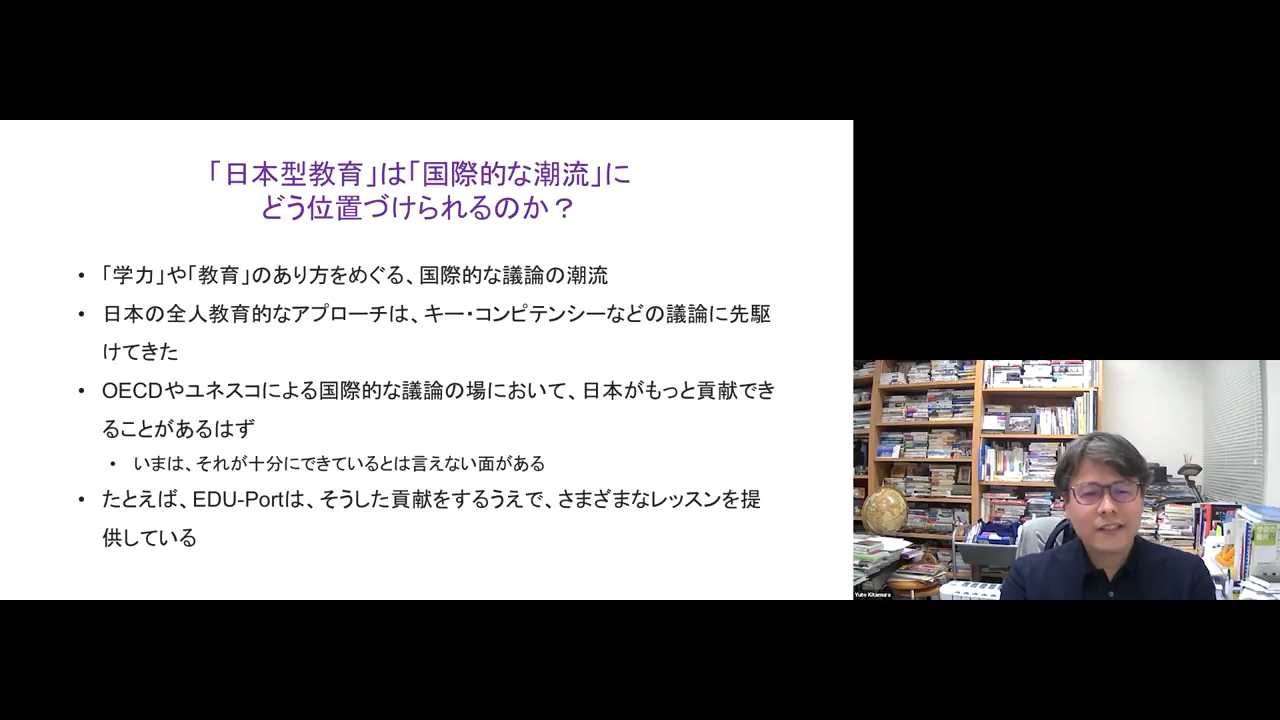 「日本型教育」は「国際的な潮流」に
どう位置づけられるのか？
• 「学力」や「教育」のあり方をめぐる、国際的な議論の潮流
• 日本の全人教育的なアプローチは、キー・コンピテンシーなどの議論に先駆
けてきた
• OECDやユネスコによる国際的な議論の場において、日本がもっと貢献でき
ることがあるはず
• いまは、それが十分にできているとは言えない面がある
• たとえば、EDU-Portは、そうした貢献をするうえで、さまざまなレッスンを提
供している
Yuto Kitamura